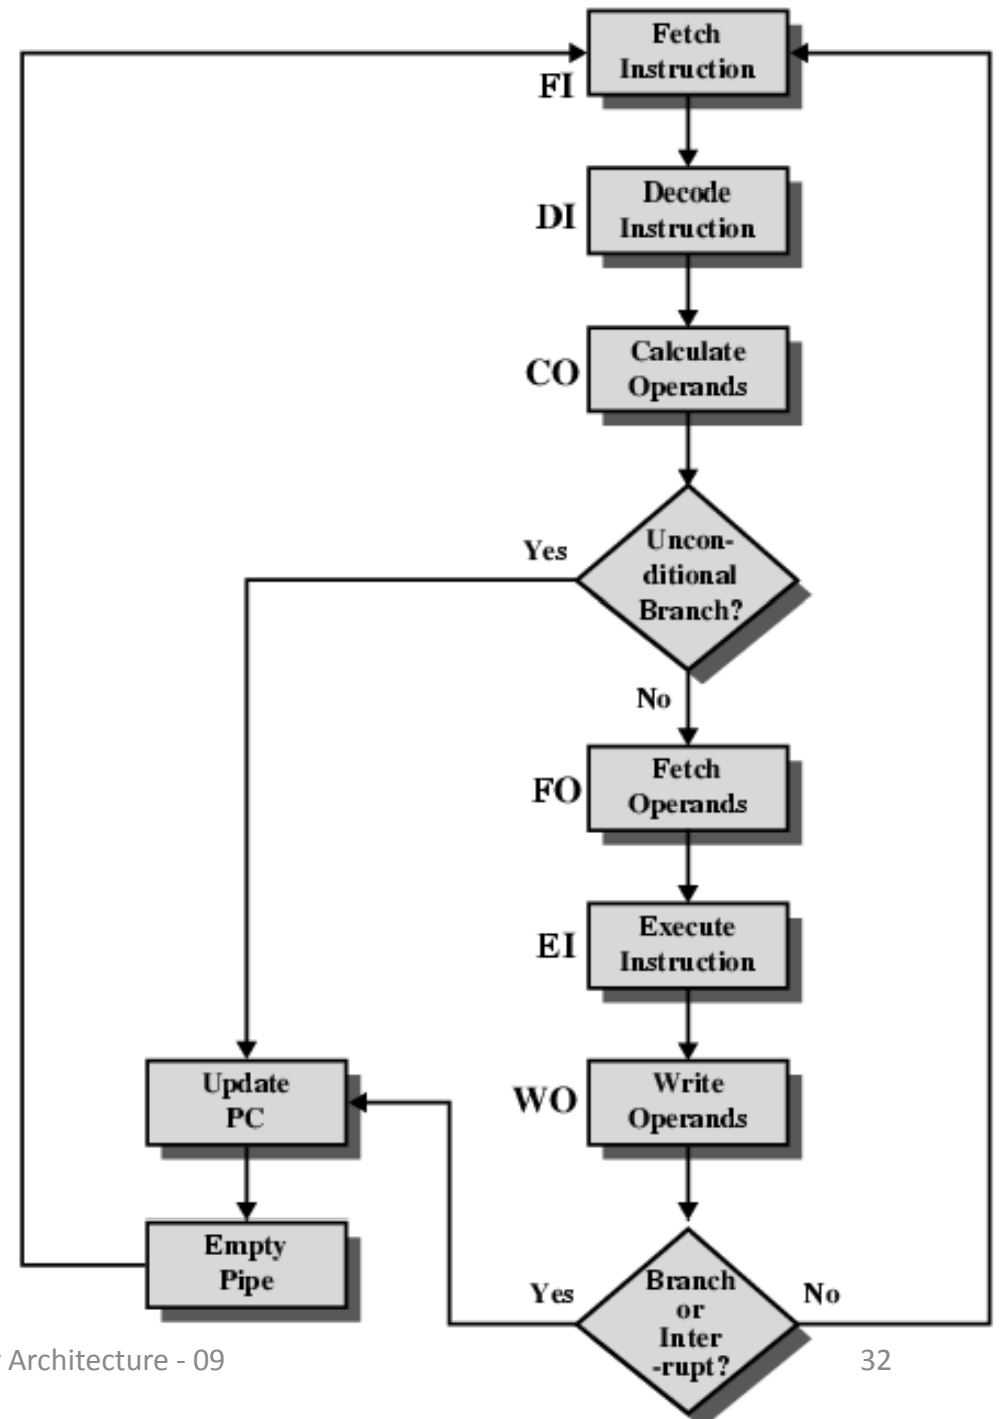 Fetch
Instruction
FI
Decode
Instruction
DI
Calculate
Operands
CO
Uncon-
ditional
Branch?
Yes
No
Fetch
Operands
FO
Execute
Instruction
EI
Update
PC
Write
Operands
WO
Empty
Pipe
Yes
Branch
or
Inter
-rupt?
No
Architecture - 09
32